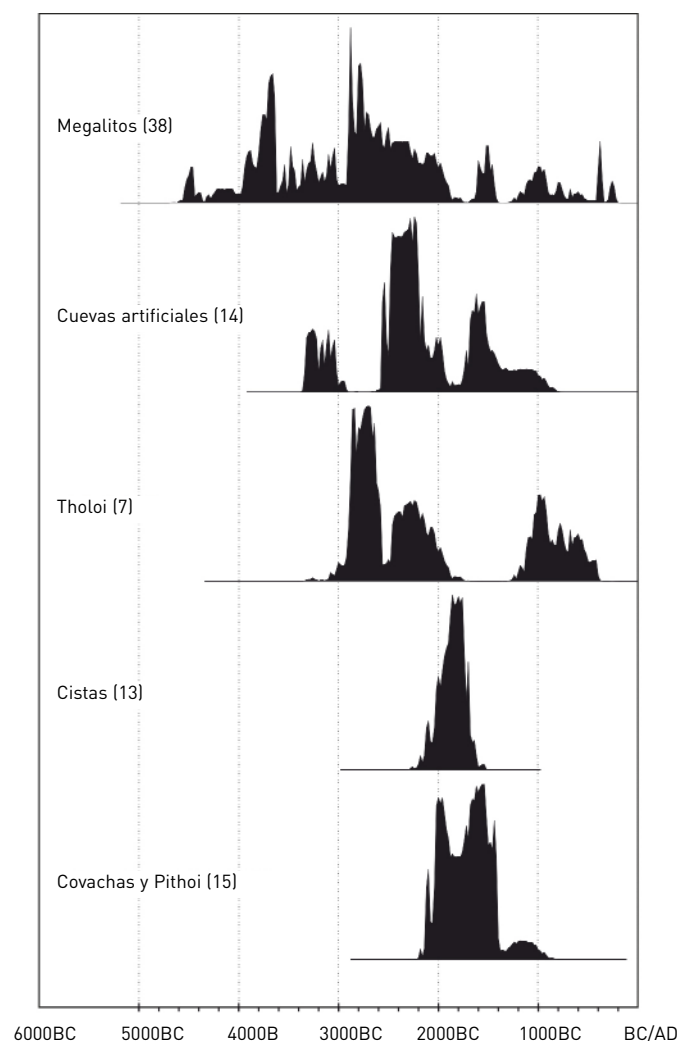 Megalitos (38)
Cuevas artificiales (14)
Tholoi (7)
Cistas (13)
Covachas y Pithoi (15)
6000BC 5000BC 4000B 3000BC 2000BC 1000BC BC/AD